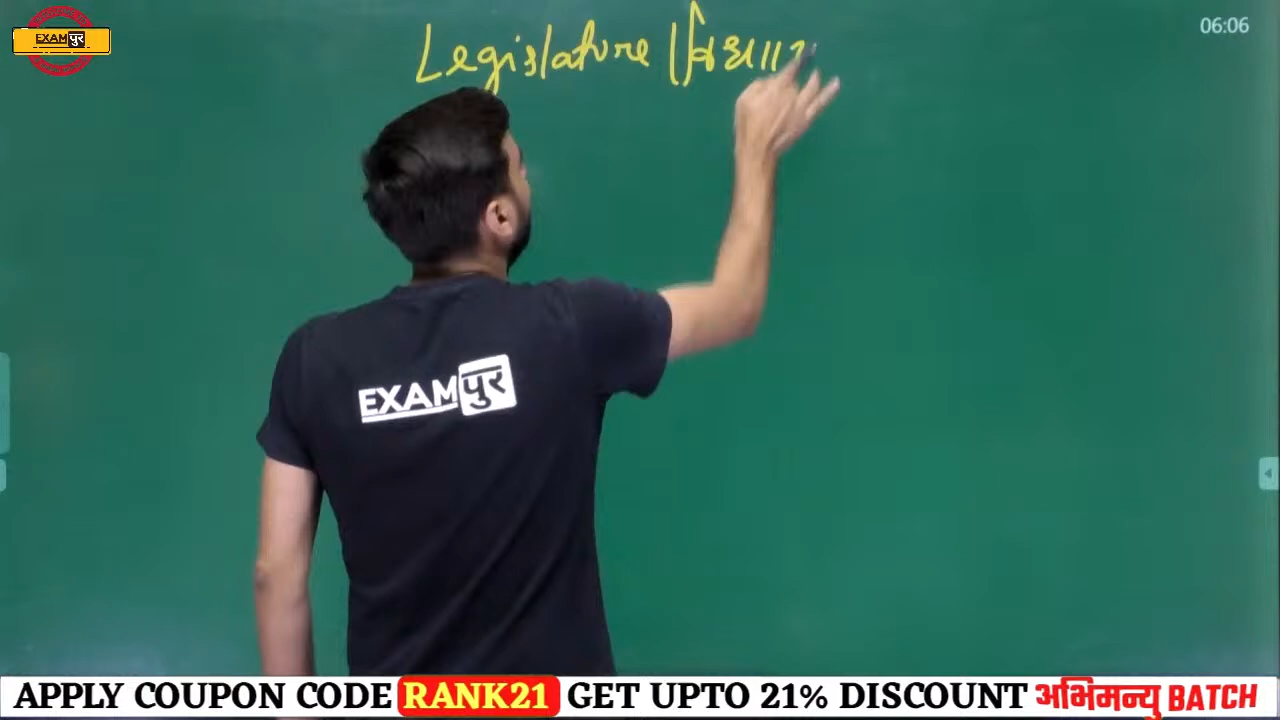 EXAMपुर
06:06
Legislature
EXAMपुर
APPLY COUPON CODE RANK21 GET UPTO 21% DISCOUNT अभिमन्यु BATCH